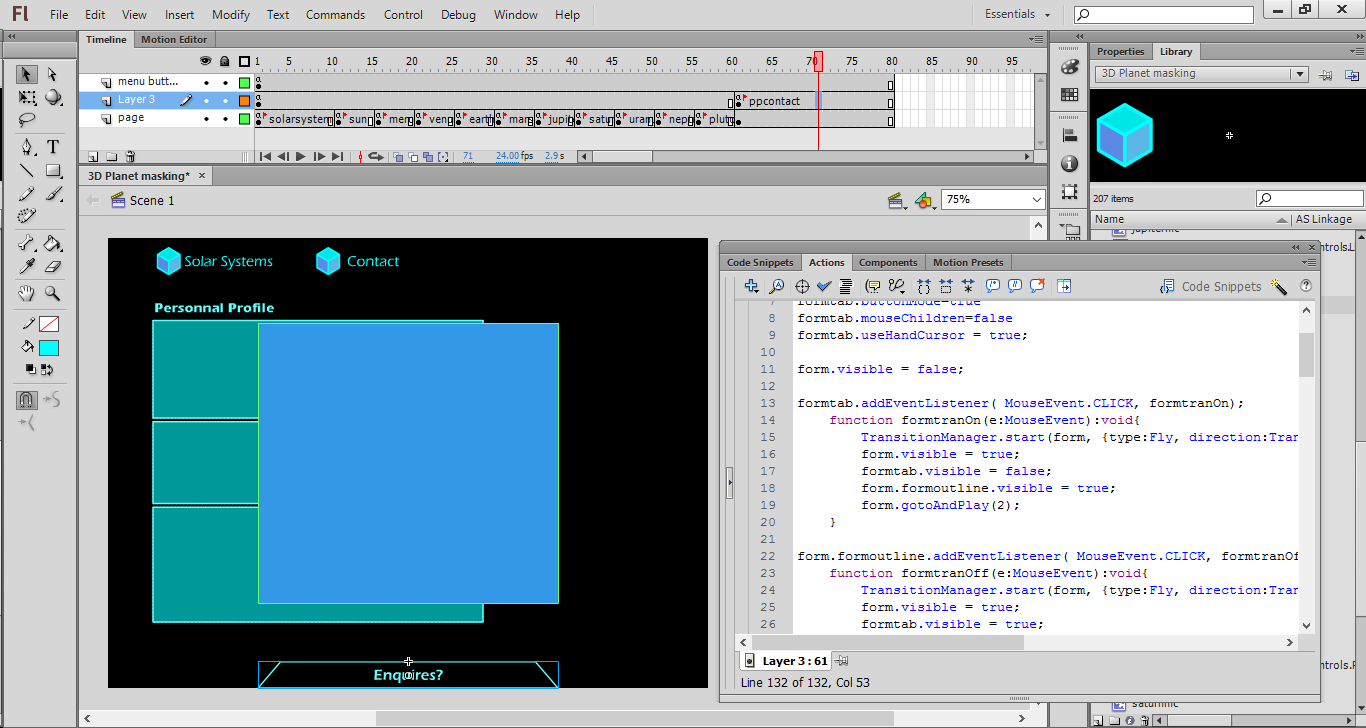 Fl File Edit View Insert Modify Text Commands Control Debug Window Help Essentials
Timeline Motion Editor
1 5 10 15 20 25 30 35 40 45 50 55 60 65 70 75 80 85 90 95
menu butt...
Layer 3 ppcontact
page solarsystem sun mer venu earth mars jupit satu uran nept pluto
71 24.00 fps 2.9 s
3D Planet masking*
Scene 1 75%
Solar Systems Contact
Personnal Profile
Enquires?
Code Snippets Actions Components Motion Presets
Code Snippets
7 formtab.buttonMode=true
8 formtab.mouseChildren=false
9 formtab.useHandCursor = true;
10
11 form.visible = false;
12
13 formtab.addEventListener( MouseEvent.CLICK, formtranOn);
14 function formtranOn(e:MouseEvent):void{
15 TransitionManager.start(form, {type:Fly, direction:Tran
16 form.visible = true;
17 formtab.visible = false;
18 form.formoutline.visible = true;
19 form.gotoAndPlay(2);
20 }
21
22 form.formoutline.addEventListener( MouseEvent.CLICK, formtranOf
23 function formtranOff(e:MouseEvent):void{
24 TransitionManager.start(form, {type:Fly, direction:Tran
25 form.visible = true;
26 formtab.visible = true;
Layer 3 : 61
Line 132 of 132, Col 53
Properties Library
3D Planet masking
207 items
Name AS Linkage
ntrols.L
ntrols.F